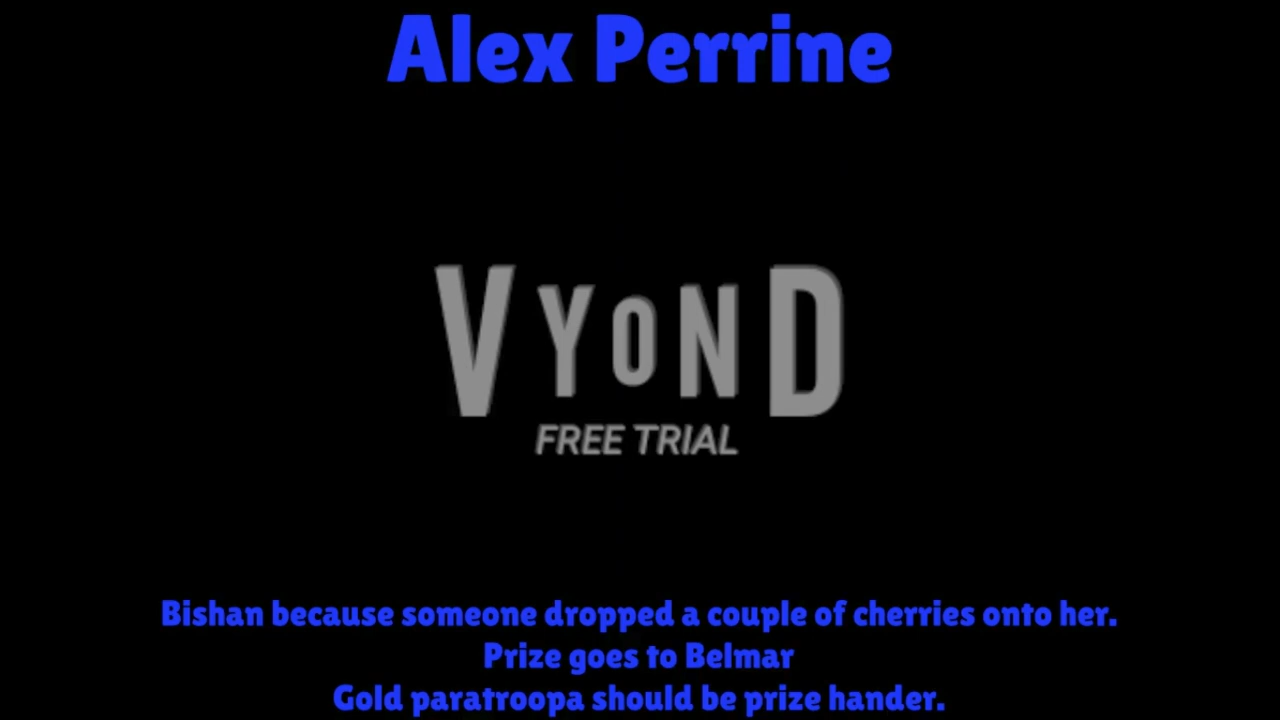 Alex Perrine
VYOND
FREE TRIAL
Bishan because someone dropped a couple of cherries onto her.
Prize goes to Belmar
Gold paratroopa should be prize hander.